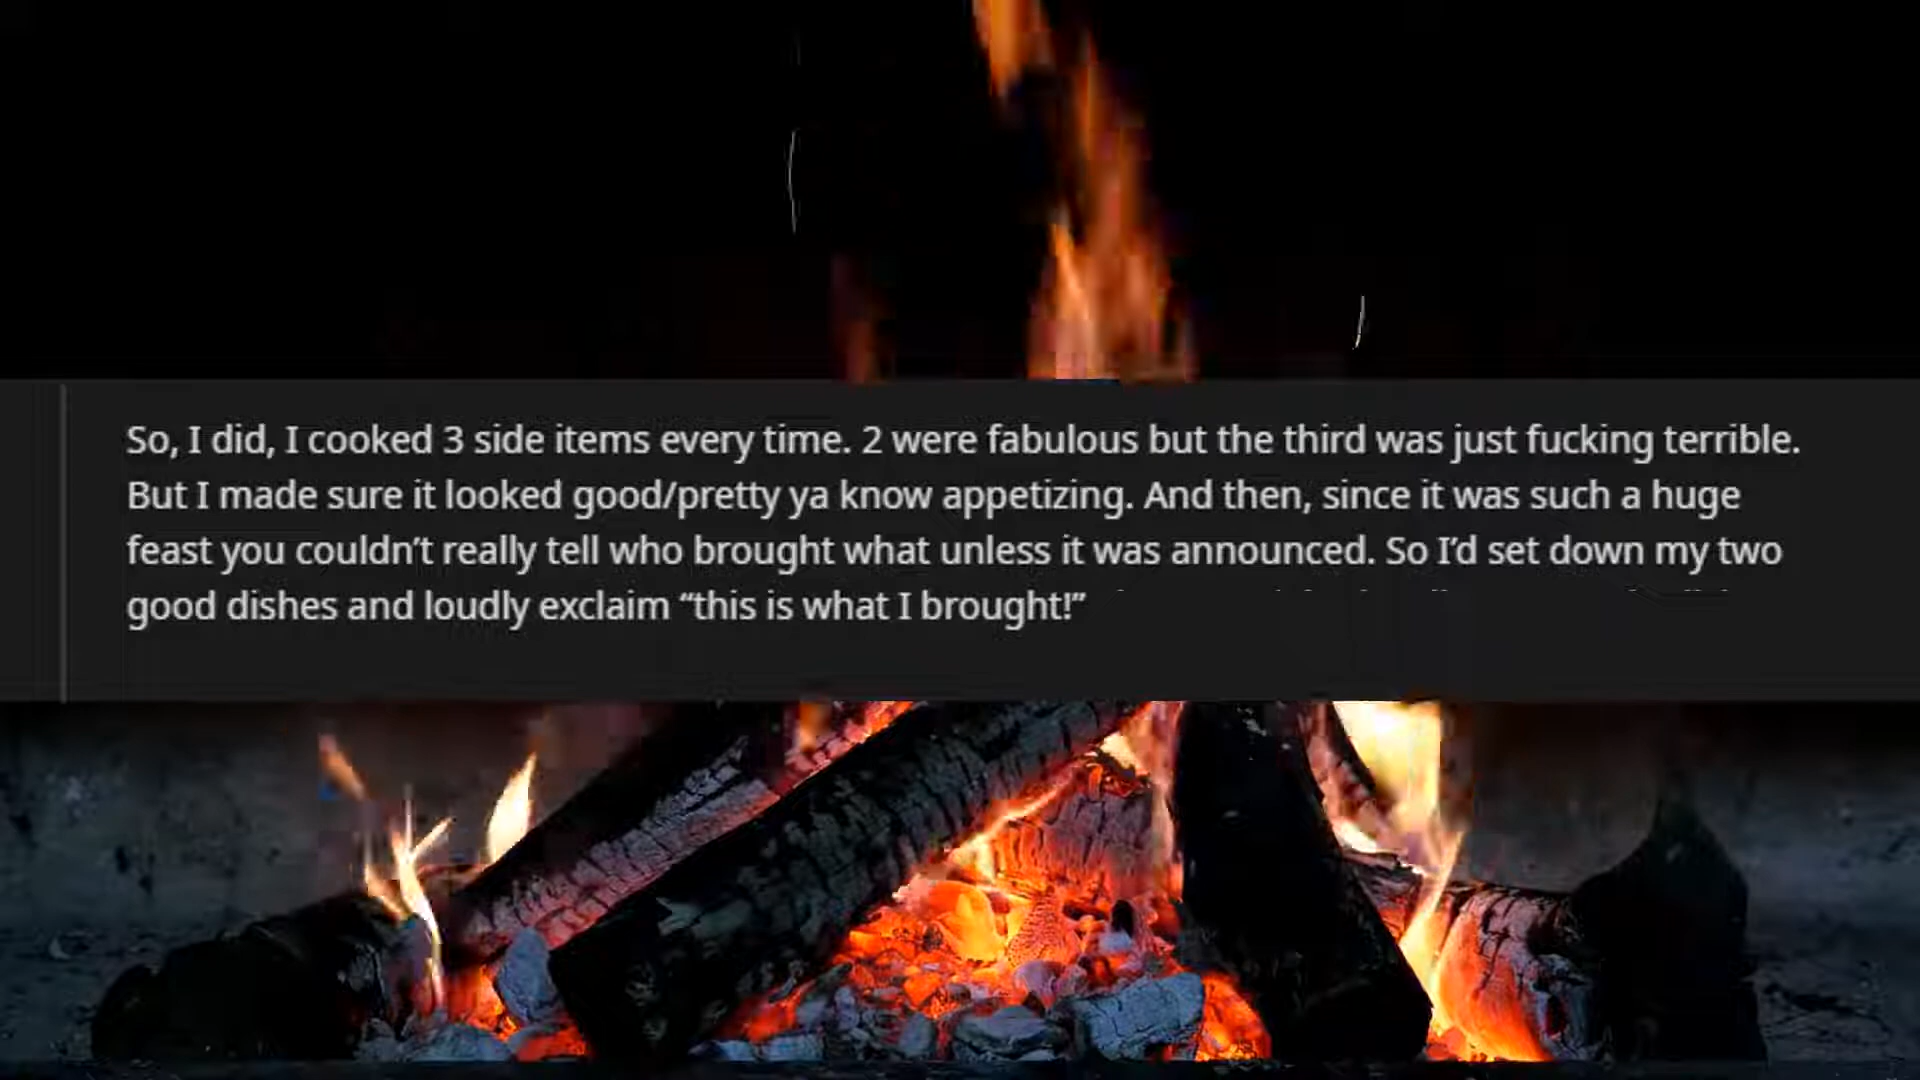 So, I did, I cooked 3 side items every time. 2 were fabulous but the third was just fucking terrible.
But I made sure it looked good/pretty ya know appetizing. And then, since it was such a huge
feast you couldn’t really tell who brought what unless it was announced. So I’d set down my two
good dishes and loudly exclaim “this is what I brought!”